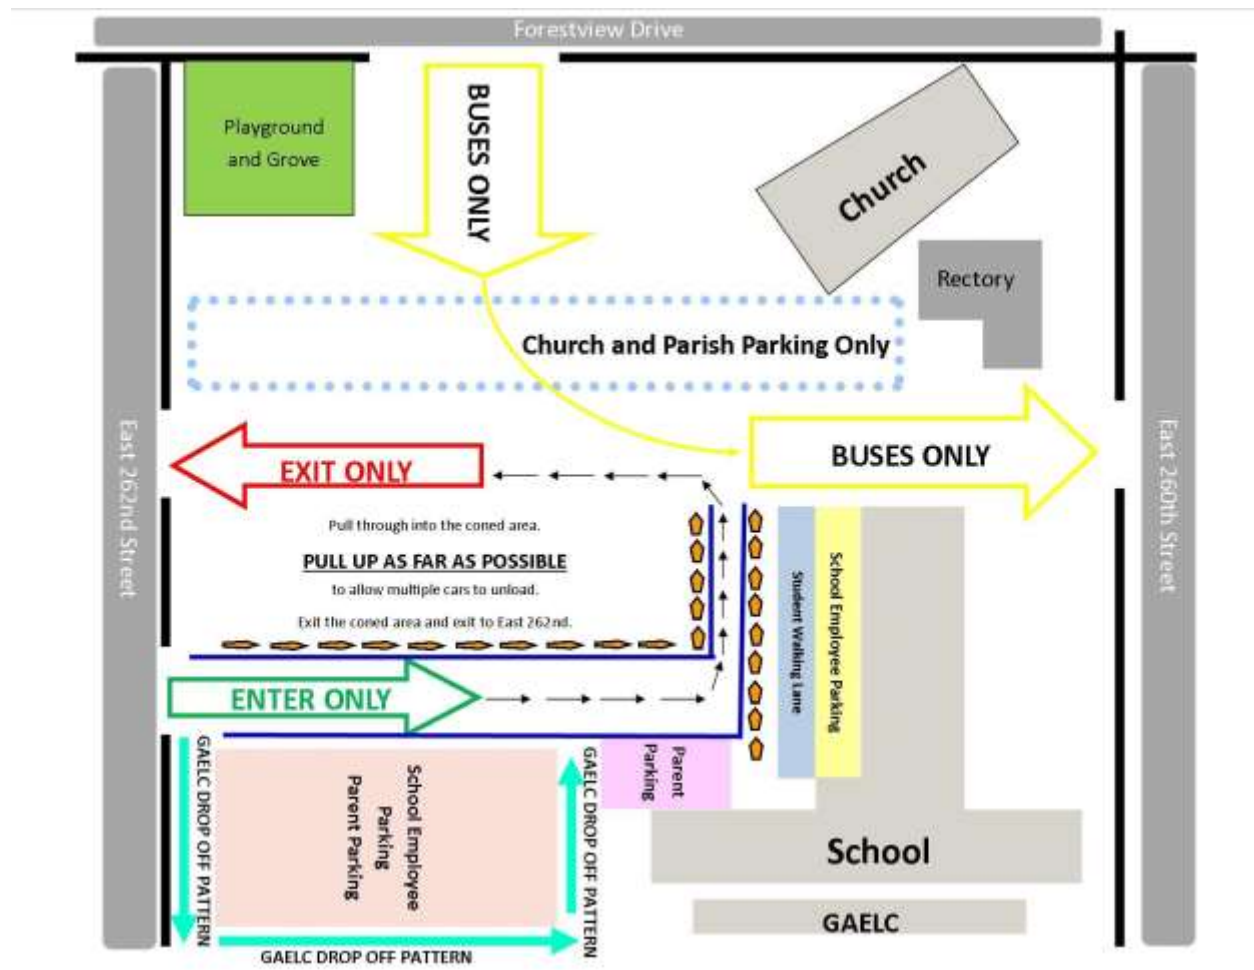 Forestview Drive
Playground
and Grove
BUSES ONLY
Church
Rectory
Church and Parish Parking Only
East 262nd Street
EXIT ONLY
BUSES ONLY
East 260th Street
Pull through into the coned area.
PULL UP AS FAR AS POSSIBLE
to allow multiple cars to unload.
Exit the coned area and exit to East 262nd.
Student Walking Lane
School Employee Parking
ENTER ONLY
GAELC DROP OFF PATTERN
School Employee
Parking
Parent Parking
GAELC DROP OFF PATTERN
Parent
Parking
School
GAELC
GAELC DROP OFF PATTERN